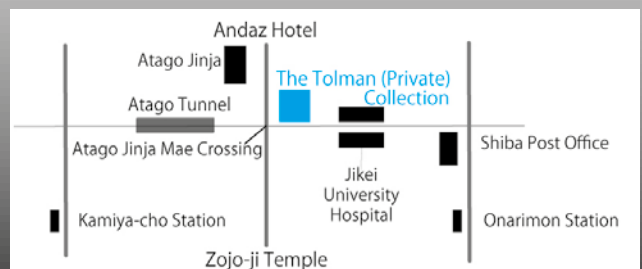 Andaz Hotel
Atago Jinja
The Tolman (Private)
Collection
Atago Tunnel
Atago Jinja Mae Crossing
Shiba Post Office
Jikei
University
Hospital
Kamiya-cho Station
Onarimon Station
Zojo-ji Temple